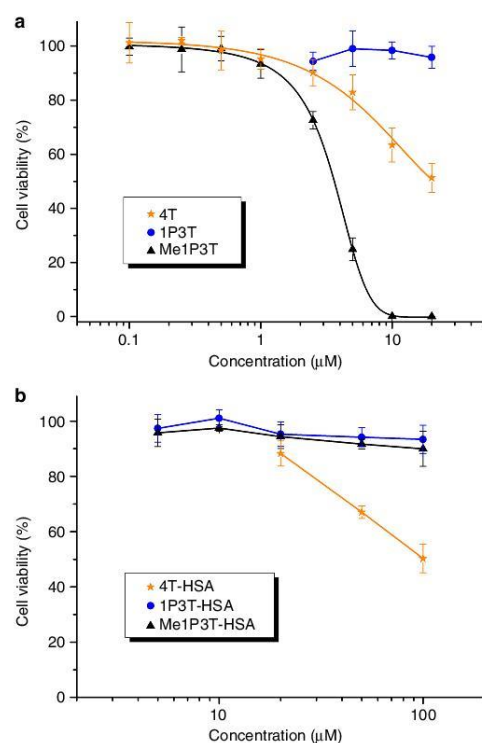 a
100
80
60
40
20
0
Cell viability (%)
4T
1P3T
Me1P3T
0.1
1
10
Concentration (μM)
b
100
80
60
40
20
0
Cell viability (%)
4T-HSA
1P3T-HSA
Me1P3T-HSA
10
100
Concentration (μM)